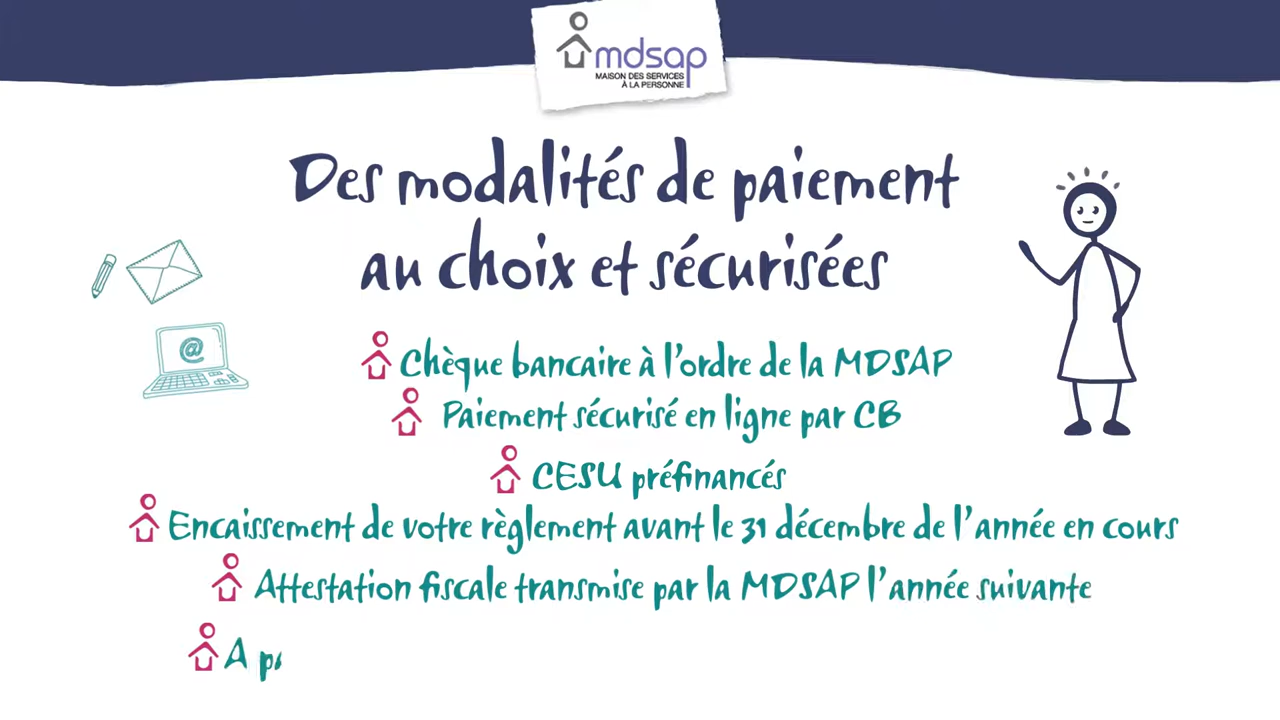 mdsap
MAISON DES SERVICES
À LA PERSONNE
Des modalités de paiement
au choix et sécurisées
@
Chèque bancaire à l'ordre de la MDSAP
Paiement sécurisé en ligne par CB
CESU préfinancés
Encaissement de votre règlement avant le 31 décembre de l'année en cours
Attestation fiscale transmise par la MDSAP l'année suivante
A